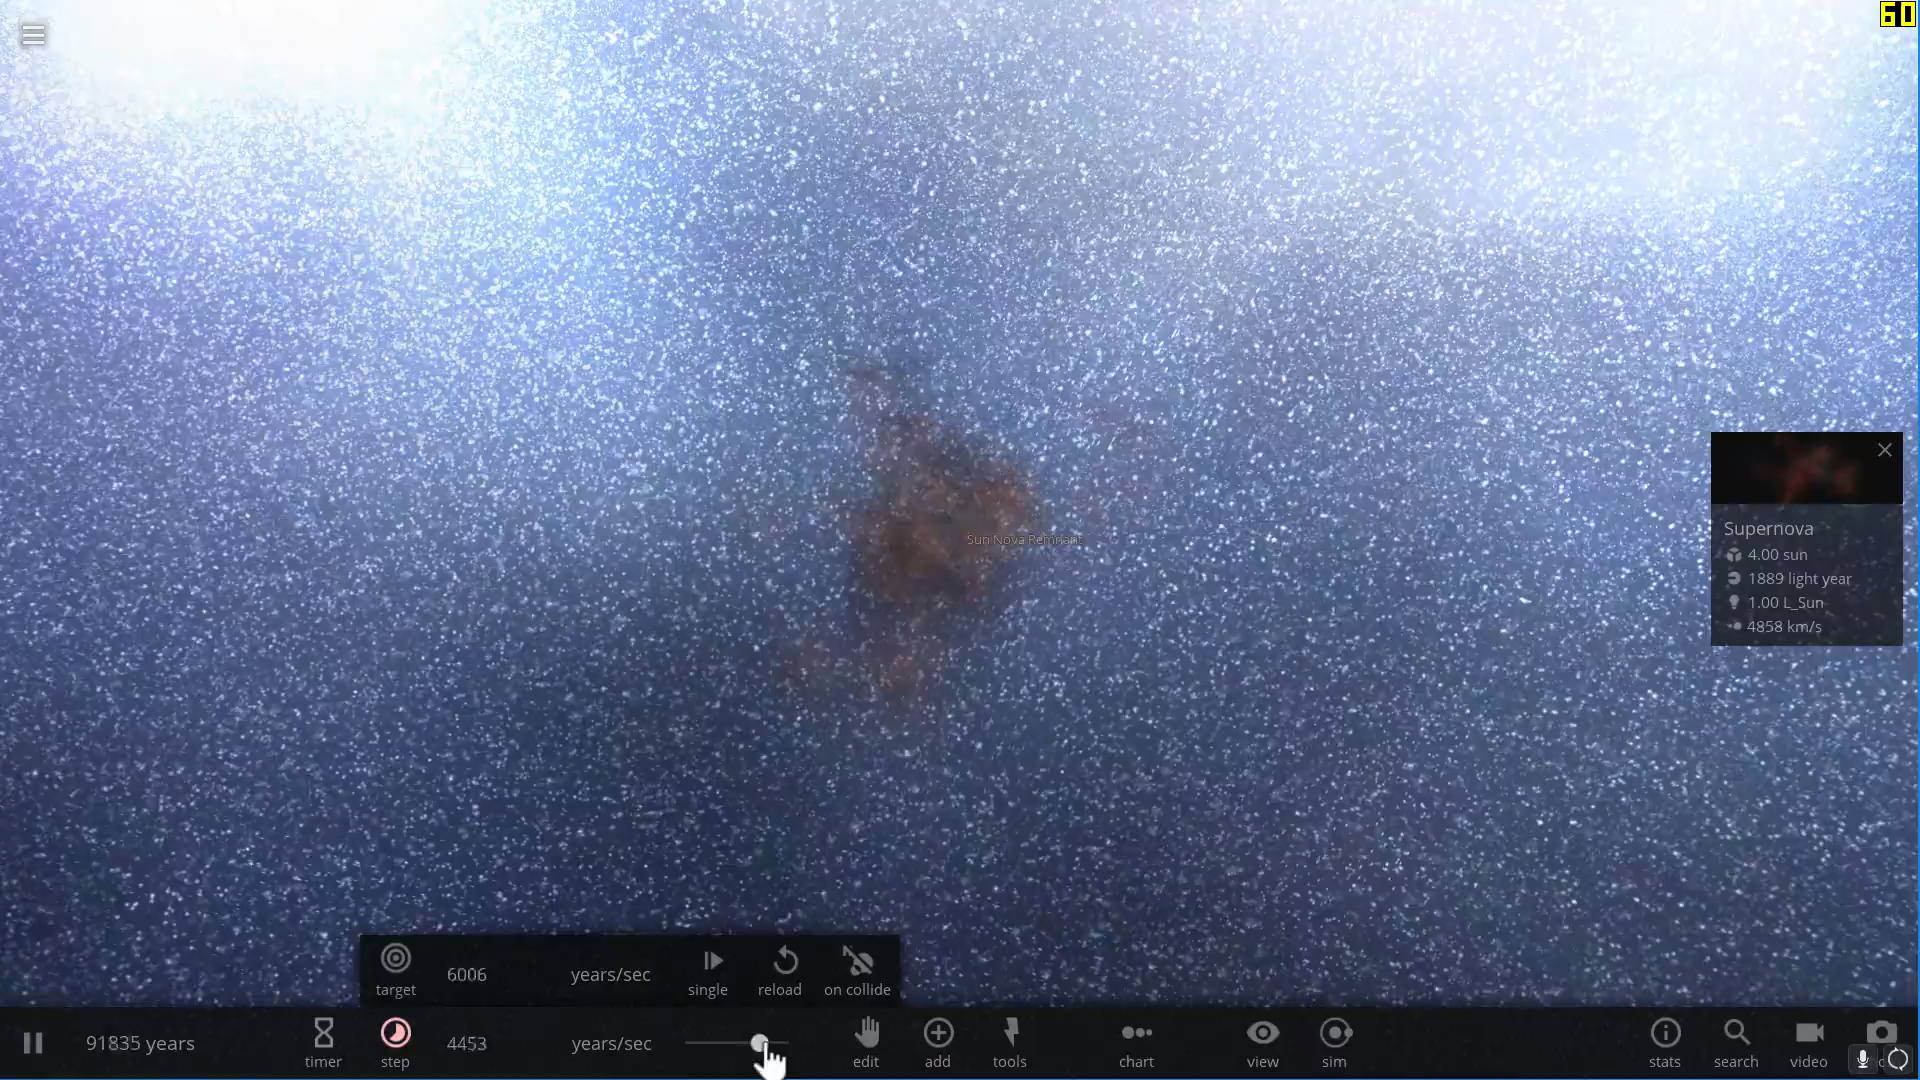 60
Sun Nova Remnant
Supernova
4.00 sun
1889 light year
1.00 L_Sun
4858 km/s
target
6006
years/sec
single
reload
on collide
91835 years
timer
step
4453
years/sec
edit
add
tools
chart
view
sim
stats
search
video